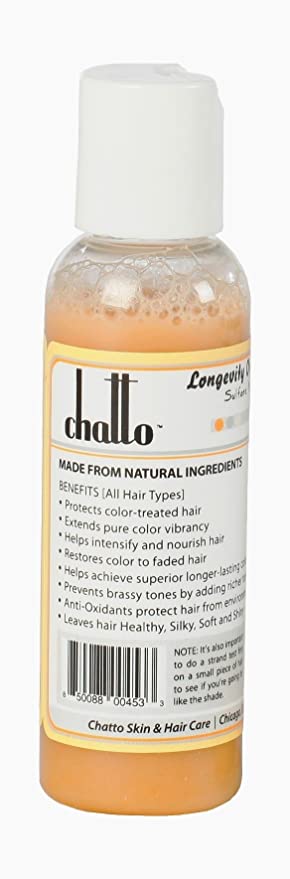 chatto™
Longevity
MADE FROM NATURAL INGREDIENTS
BENEFITS [All Hair Types]
• Protects color-treated hair
• Extends pure color vibrancy
• Helps intensify and nourish hair
• Restores color to faded hair
• Helps achieve superior longer-lasting
• Prevents brassy tones by adding
• Anti-Oxidants protect hair from
• Leaves hair Healthy, Silky, Soft and
NOTE: It's also
to do a strand test
on a small piece of
to see if you're going
like the shade.
8 50088 00453 3
Chatto Skin & Hair Care | Chicago,